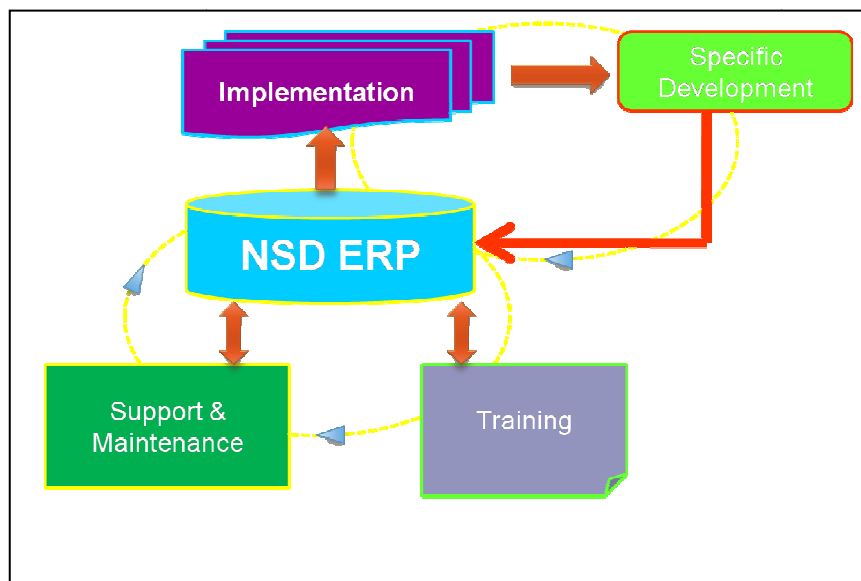 Implementation
Specific
Development
NSD ERP
Support &
Maintenance
Training